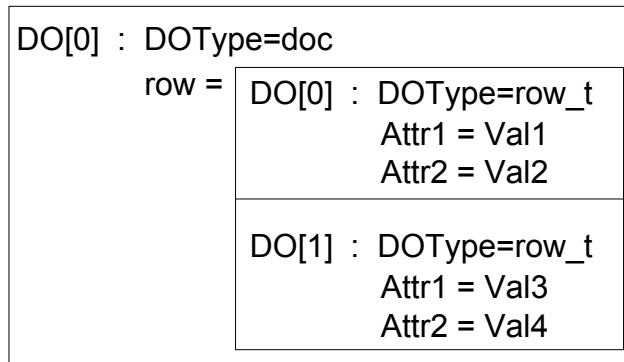 DO[0] : DOType=doc
row = DO[0] : DOType=row_t
Attr1 = Val1
Attr2 = Val2
DO[1] : DOType=row_t
Attr1 = Val3
Attr2 = Val4